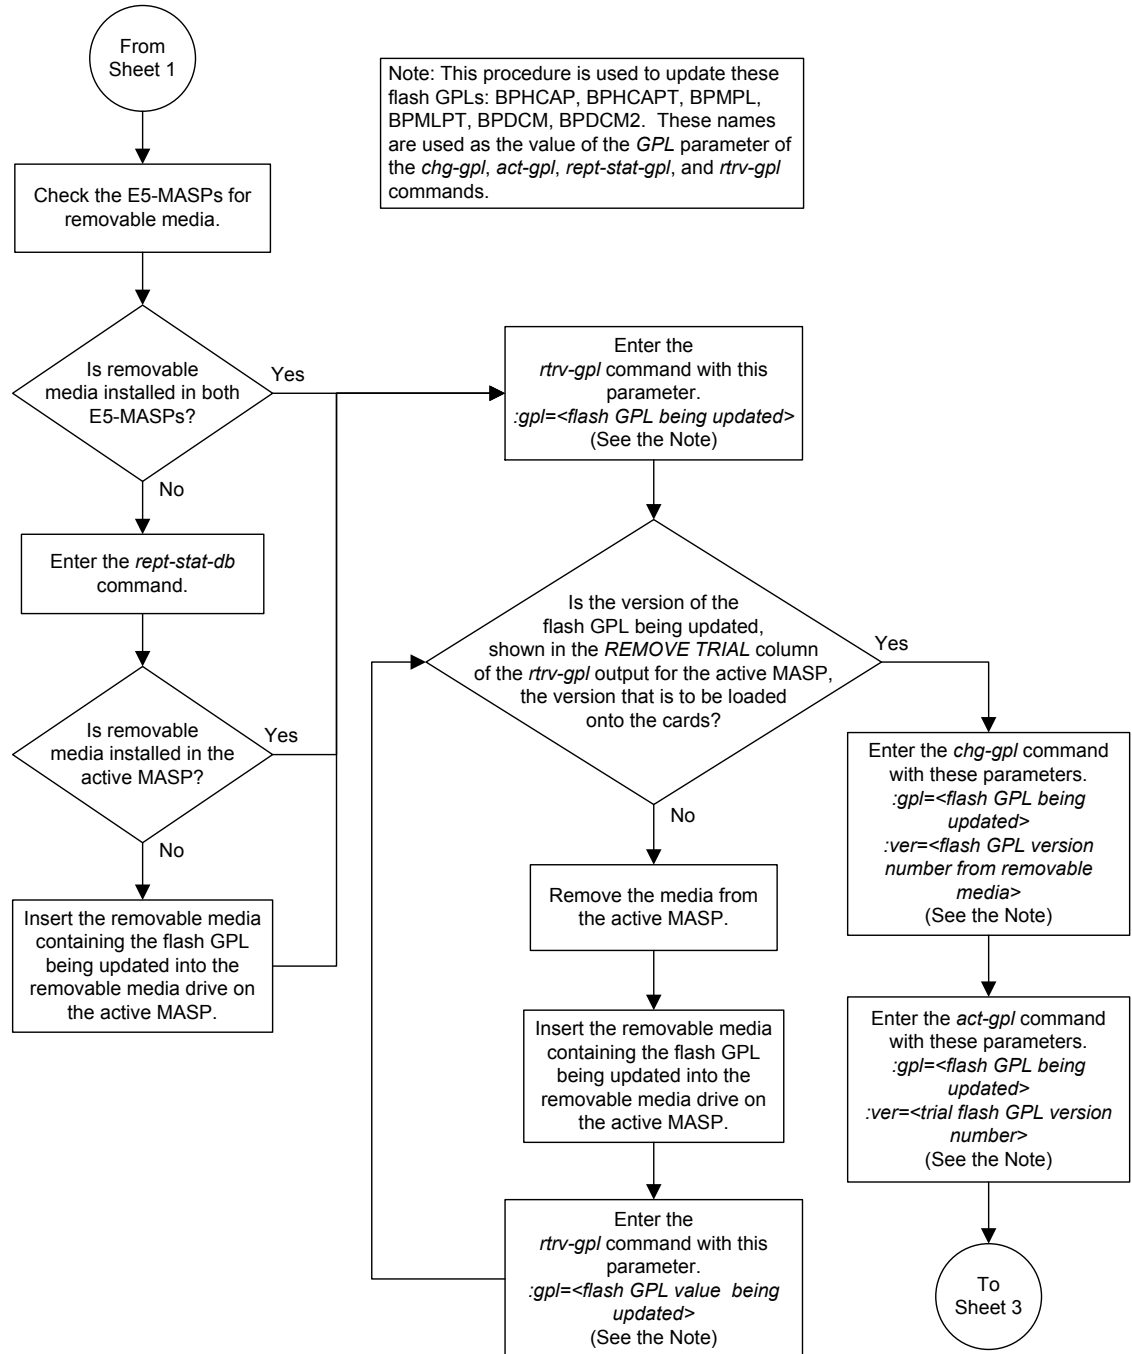 From
Sheet 1
Note: This procedure is used to update these
flash GPLs: BPHCAP, BPHCAPT, BPMPL,
BPMLPT, BPDCM, BPDCM2.  These names
are used as the value of the GPL parameter of
the chg-gpl, act-gpl, rept-stat-gpl, and rtrv-gpl
commands.
Check the E5-MASPs for
removable media.
Is removable
media installed in both
E5-MASPs?
Yes
No
Enter the rept-stat-db
command.
Is removable
media installed in the
active MASP?
Yes
No
Insert the removable media
containing the flash GPL
being updated into the
removable media drive on
the active MASP.
Enter the
rtrv-gpl command with this
parameter.
:gpl=<flash GPL being updated>
(See the Note)
Is the version of the
flash GPL being updated,
shown in the REMOVE TRIAL column
of the rtrv-gpl output for the active MASP,
the version that is to be loaded
onto the cards?
Yes
No
Remove the media from
the active MASP.
Insert the removable media
containing the flash GPL
being updated into the
removable media drive on
the active MASP.
Enter the
rtrv-gpl command with this
parameter.
:gpl=<flash GPL value  being
updated>
(See the Note)
Enter the chg-gpl command
with these parameters.
:gpl=<flash GPL being
updated>
:ver=<flash GPL version
number from removable
media>
(See the Note)
Enter the act-gpl command
with these parameters.
:gpl=<flash GPL being
updated>
:ver=<trial flash GPL version
number>
(See the Note)
To
Sheet 3